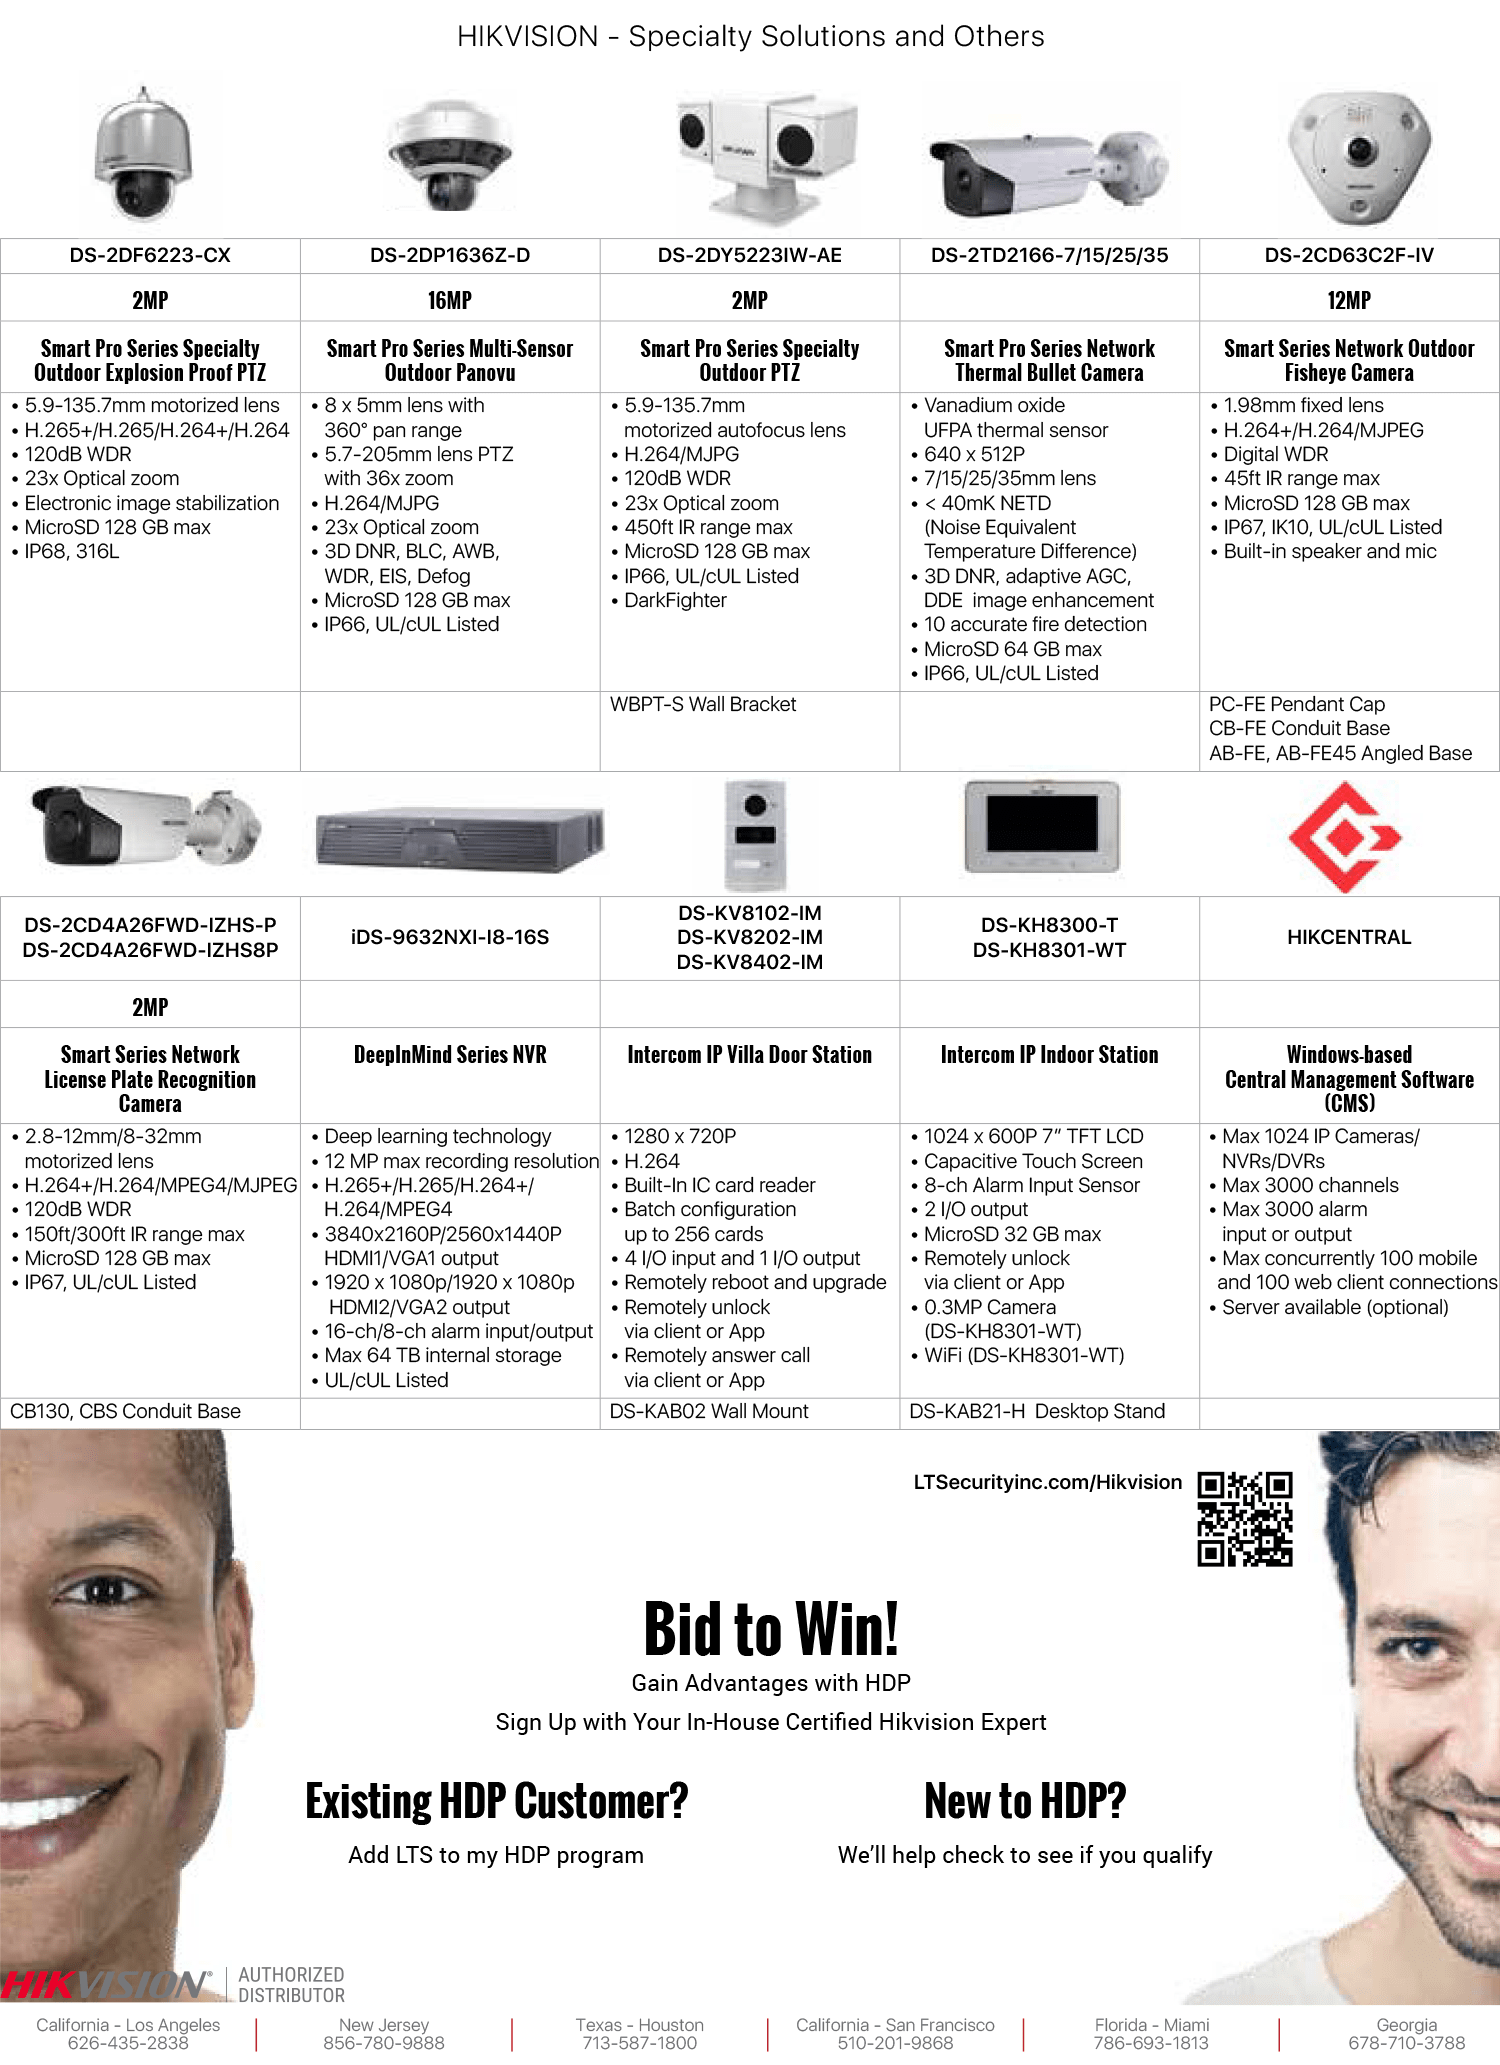 HIKVISION - Specialty Solutions and Others
DS-2DF6223-CX
2MP
Smart Pro Series Specialty
Outdoor Explosion Proof PTZ
• 5.9-135.7mm motorized lens
• H.265+/H.265/H.264+/H.264
• 120dB WDR
• 23x Optical zoom
• Electronic image stabilization
• MicroSD 128 GB max
• IP68, 316L
DS-2DP1636Z-D
16MP
Smart Pro Series Multi-Sensor
Outdoor Panovu
• 8 x 5mm lens with
360° pan range
• 5.7-205mm lens PTZ
with 36x zoom
• H.264/MJPG
• 23x Optical zoom
• 3D DNR, BLC, AWB,
WDR, EIS, Defog
• MicroSD 128 GB max
• IP66, UL/cUL Listed
DS-2DY5223IW-AE
2MP
Smart Pro Series Specialty
Outdoor PTZ
• 5.9-135.7mm
motorized autofocus lens
• H.264/MJPG
• 120dB WDR
• 23x Optical zoom
• 450ft IR range max
• MicroSD 128 GB max
• IP66, UL/cUL Listed
• DarkFighter
WBPT-S Wall Bracket
DS-2TD2166-7/15/25/35
Smart Pro Series Network
Thermal Bullet Camera
• Vanadium oxide
UFPA thermal sensor
• 640 x 512P
• 7/15/25/35mm lens
• < 40mK NETD
(Noise Equivalent
Temperature Difference)
• 3D DNR, adaptive AGC,
DDE image enhancement
• 10 accurate fire detection
• MicroSD 64 GB max
• IP66, UL/cUL Listed
DS-2CD63C2F-IV
12MP
Smart Series Network Outdoor
Fisheye Camera
• 1.98mm fixed lens
• H.264+/H.264/MJPEG
• Digital WDR
• 45ft IR range max
• MicroSD 128 GB max
• IP67, IK10, UL/cUL Listed
• Built-in speaker and mic
PC-FE Pendant Cap
CB-FE Conduit Base
AB-FE, AB-FE45 Angled Base
DS-2CD4A26FWD-IZHS-P
DS-2CD4A26FWD-IZHS8P
2MP
Smart Series Network
License Plate Recognition
Camera
• 2.8-12mm/8-32mm
motorized lens
• H.264+/H.264/MPEG4/MJPEG
• 120dB WDR
• 150ft/300ft IR range max
• MicroSD 128 GB max
• IP67, UL/cUL Listed
CB130, CBS Conduit Base
iDS-9632NXI-I8-16S
DeepInMind Series NVR
• Deep learning technology
• 12 MP max recording resolution
• H.265+/H.265/H.264+/
H.264/MPEG4
• 3840x2160P/2560x1440P
HDMI1/VGA1 output
• 1920 x 1080p/1920 x 1080p
HDMI2/VGA2 output
• 16-ch/8-ch alarm input/output
• Max 64 TB internal storage
• UL/cUL Listed
DS-KV8102-IM
DS-KV8202-IM
DS-KV8402-IM
Intercom IP Villa Door Station
• 1280 x 720P
• H.264
• Built-In IC card reader
• Batch configuration
up to 256 cards
• 4 I/O input and 1 I/O output
• Remotely reboot and upgrade
• Remotely unlock
via client or App
• Remotely answer call
via client or App
DS-KAB02 Wall Mount
DS-KH8300-T
DS-KH8301-WT
Intercom IP Indoor Station
• 1024 x 600P 7” TFT LCD
• Capacitive Touch Screen
• 8-ch Alarm Input Sensor
• 2 I/O output
• MicroSD 32 GB max
• Remotely unlock
via client or App
• 0.3MP Camera
(DS-KH8301-WT)
• WiFi (DS-KH8301-WT)
DS-KAB21-H Desktop Stand
HIKCENTRAL
Windows-based
Central Management Software
(CMS)
• Max 1024 IP Cameras/
NVRs/DVRs
• Max 3000 channels
• Max 3000 alarm
input or output
• Max concurrently 100 mobile
and 100 web client connections
• Server available (optional)
LTSecurityinc.com/Hikvision
Bid to Win!
Gain Advantages with HDP
Sign Up with Your In-House Certified Hikvision Expert
Existing HDP Customer?
Add LTS to my HDP program
New to HDP?
We’ll help check to see if you qualify
HIKVISION®
AUTHORIZED
DISTRIBUTOR
California - Los Angeles
626-435-2838
New Jersey
856-780-9888
Texas - Houston
713-587-1800
California - San Francisco
510-201-9868
Florida - Miami
786-693-1813
Georgia
678-710-3788